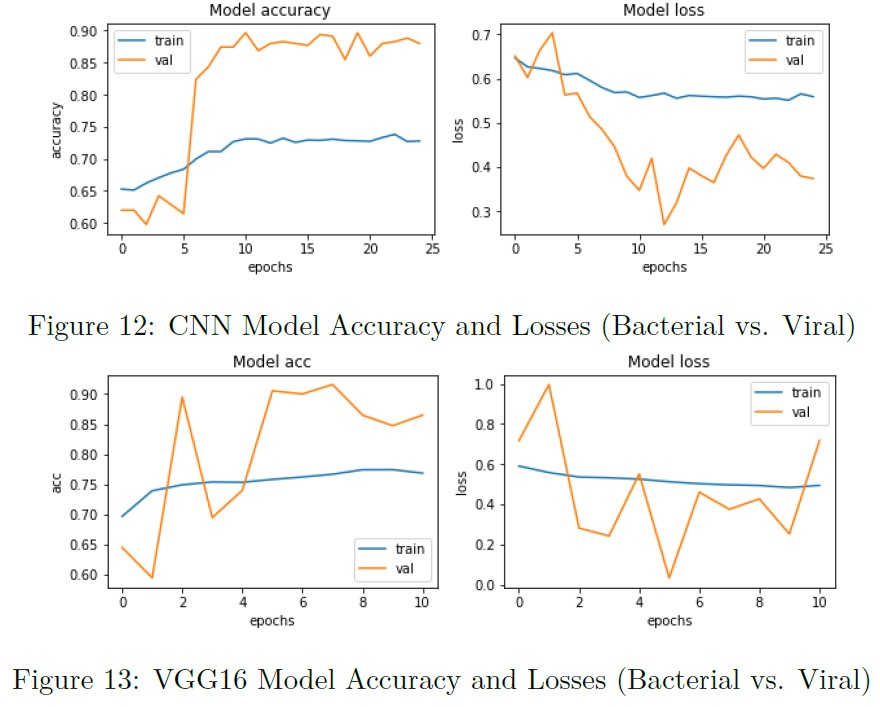 Model accuracy
train
val
accuracy
0.90
0.85
0.80
0.75
0.70
0.65
0.60
0 5 10 15 20 25
epochs
Model loss
train
val
loss
0.7
0.6
0.5
0.4
0.3
0 5 10 15 20 25
epochs
Figure 12: CNN Model Accuracy and Losses (Bacterial vs. Viral)
Model acc
acc
0.90
0.85
0.80
0.75
0.70
0.65
0.60
train
val
0 2 4 6 8 10
epochs
Model loss
train
val
loss
1.0
0.8
0.6
0.4
0.2
0.0
0 2 4 6 8 10
epochs
Figure 13: VGG16 Model Accuracy and Losses (Bacterial vs. Viral)